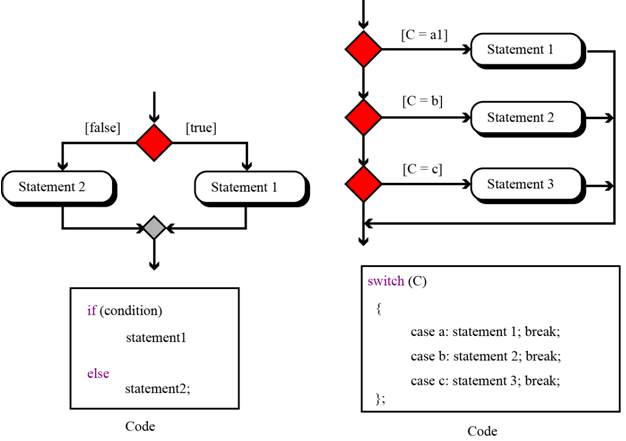 [false]
[true]
Statement 2
Statement 1
if (condition)
statement1
else
statement2;
Code
[C = a1]
Statement 1
[C = b]
Statement 2
[C = c]
Statement 3
switch (C)
{
case a: statement 1; break;
case b: statement 2; break;
case c: statement 3; break;
};
Code